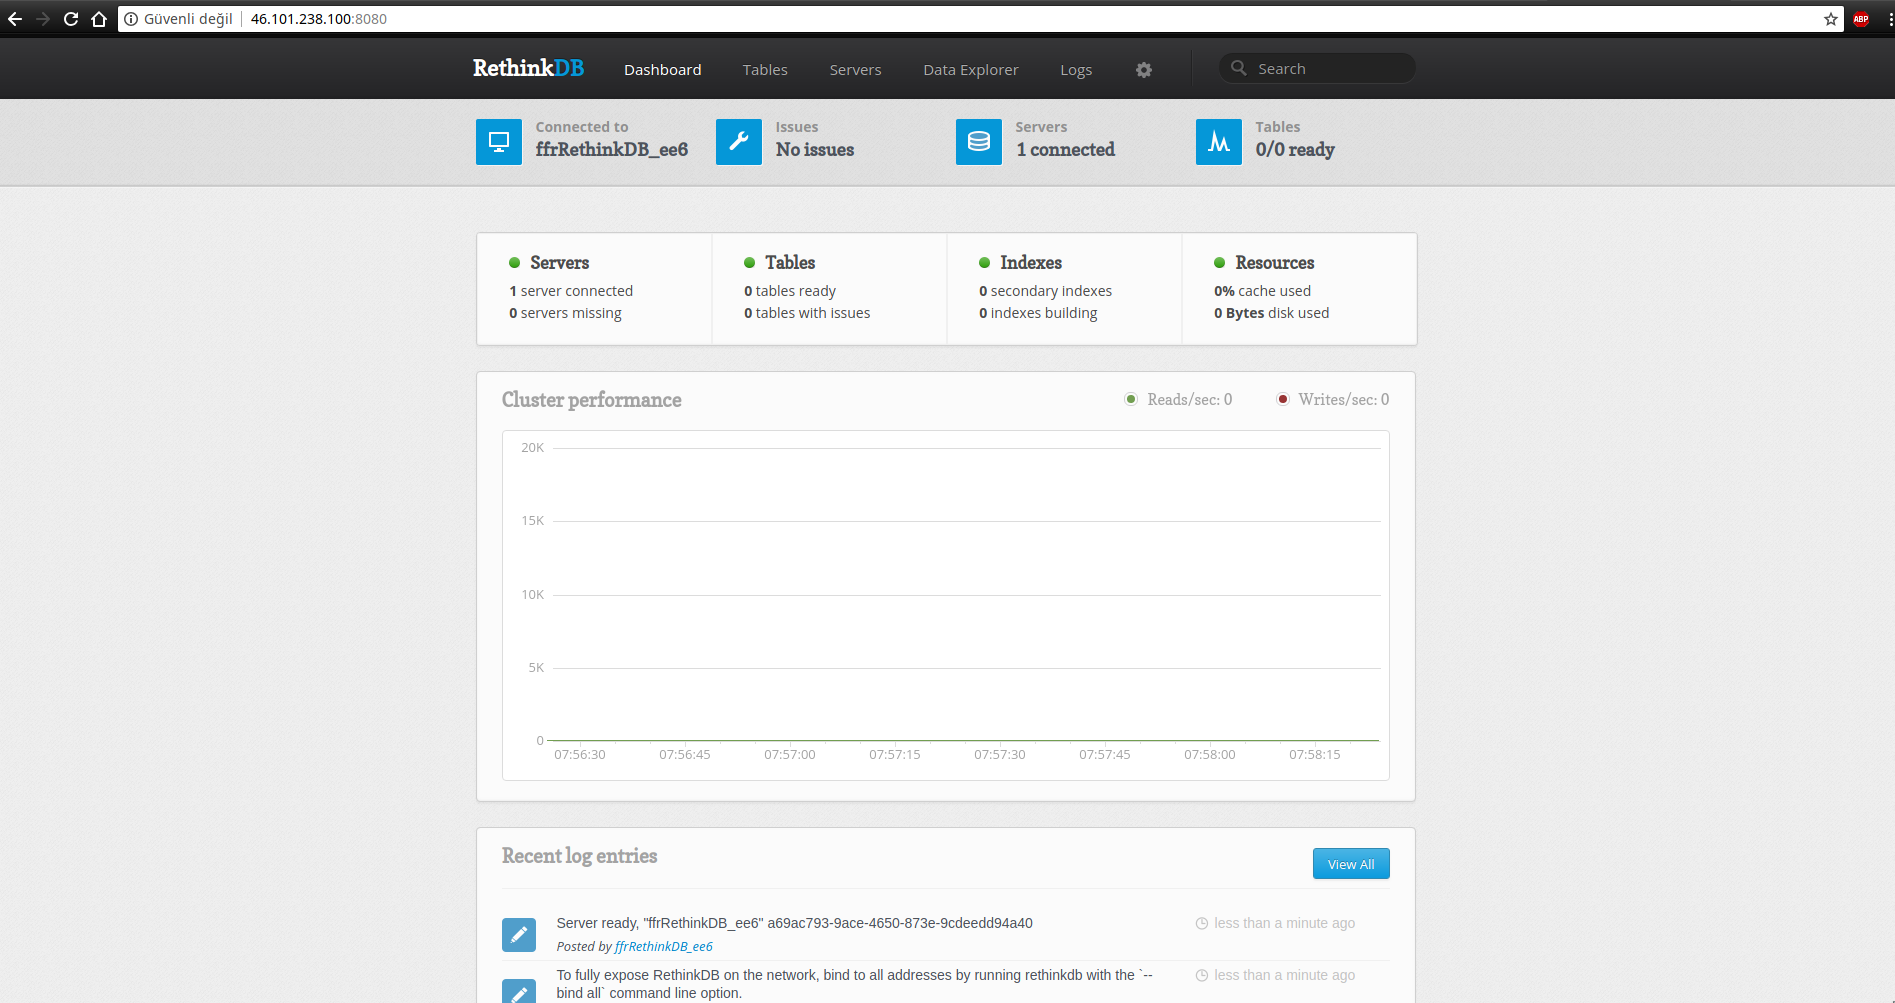 Güvenli değil 46.101.238.100:8080
ABP
RethinkDB Dashboard Tables Servers Data Explorer Logs Search
Connected to
ffrRethinkDB_ee6
Issues
No issues
Servers
1 connected
Tables
0/0 ready
Servers
1 server connected
0 servers missing
Tables
0 tables ready
0 tables with issues
Indexes
0 secondary indexes
0 indexes building
Resources
0% cache used
0 Bytes disk used
Cluster performance
Reads/sec: 0
Writes/sec: 0
20K
15K
10K
5K
0
07:56:30 07:56:45 07:57:00 07:57:15 07:57:30 07:57:45 07:58:00 07:58:15
Recent log entries
View All
Server ready, "ffrRethinkDB_ee6" a69ac793-9ace-4650-873e-9cdeedd94a40
less than a minute ago
Posted by ffrRethinkDB_ee6
To fully expose RethinkDB on the network, bind to all addresses by running rethinkdb with the `--
bind all` command line option.
less than a minute ago